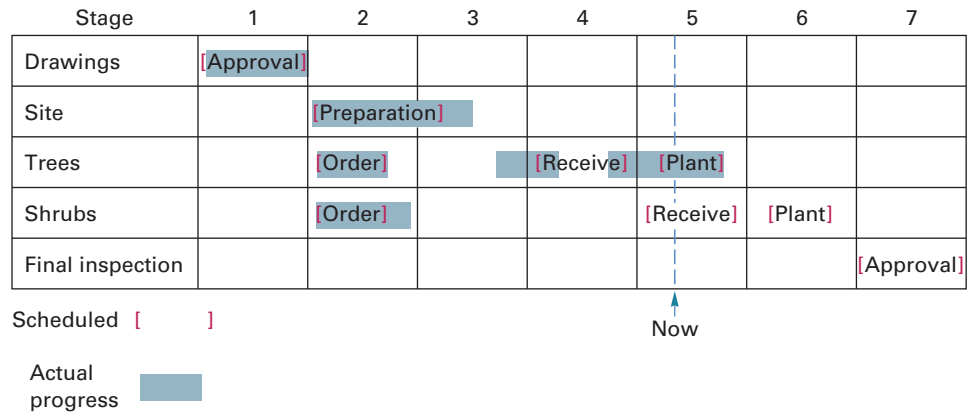 Stage 1 2 3 4 5 6 7
Drawings [Approval]
Site [Preparation]
Trees [Order] [Receive] [Plant]
Shrubs [Order] [Receive] [Plant]
Final inspection [Approval]
Scheduled [ ]
Now
Actual
progress